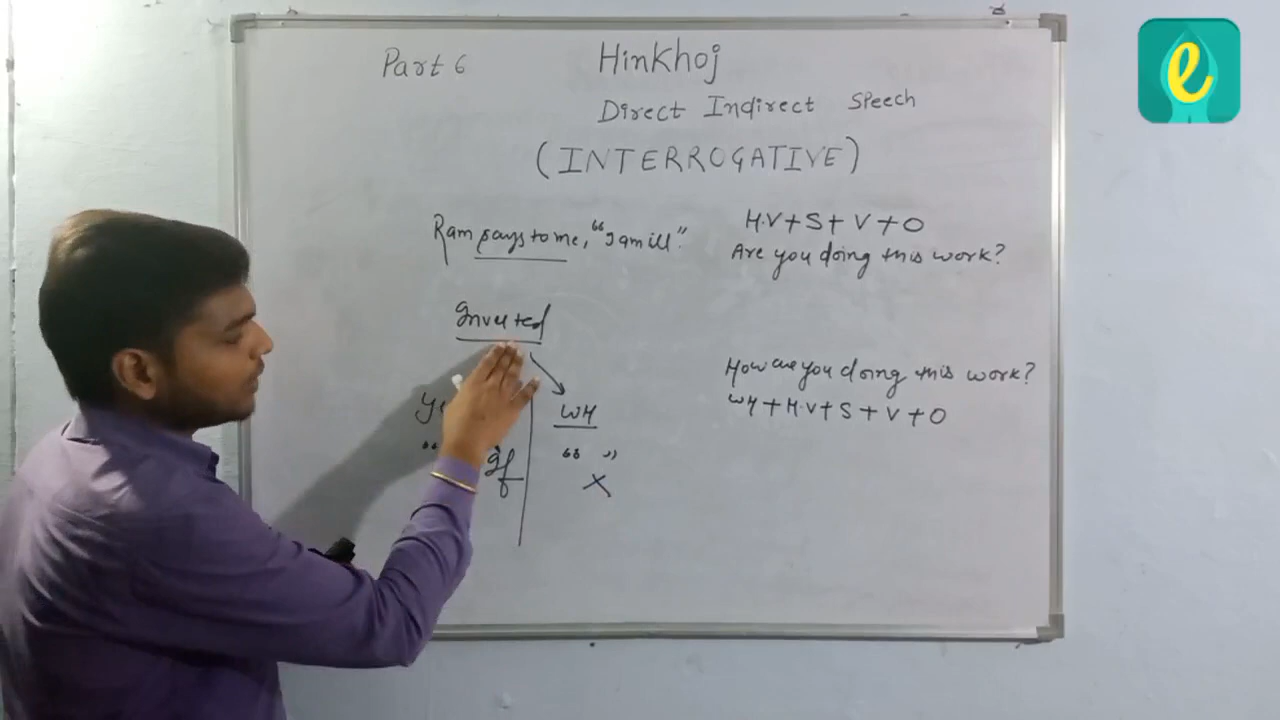 Part 6
HinKhoj
Direct Indirect Speech
(INTERROGATIVE)
Ram says to me, “I am ill”.
H.V+S+V+O
Are you doing this work?
Inverted
How are you doing this work?
WH+H.V+S+V+O
WH
“ ”
If
X
e